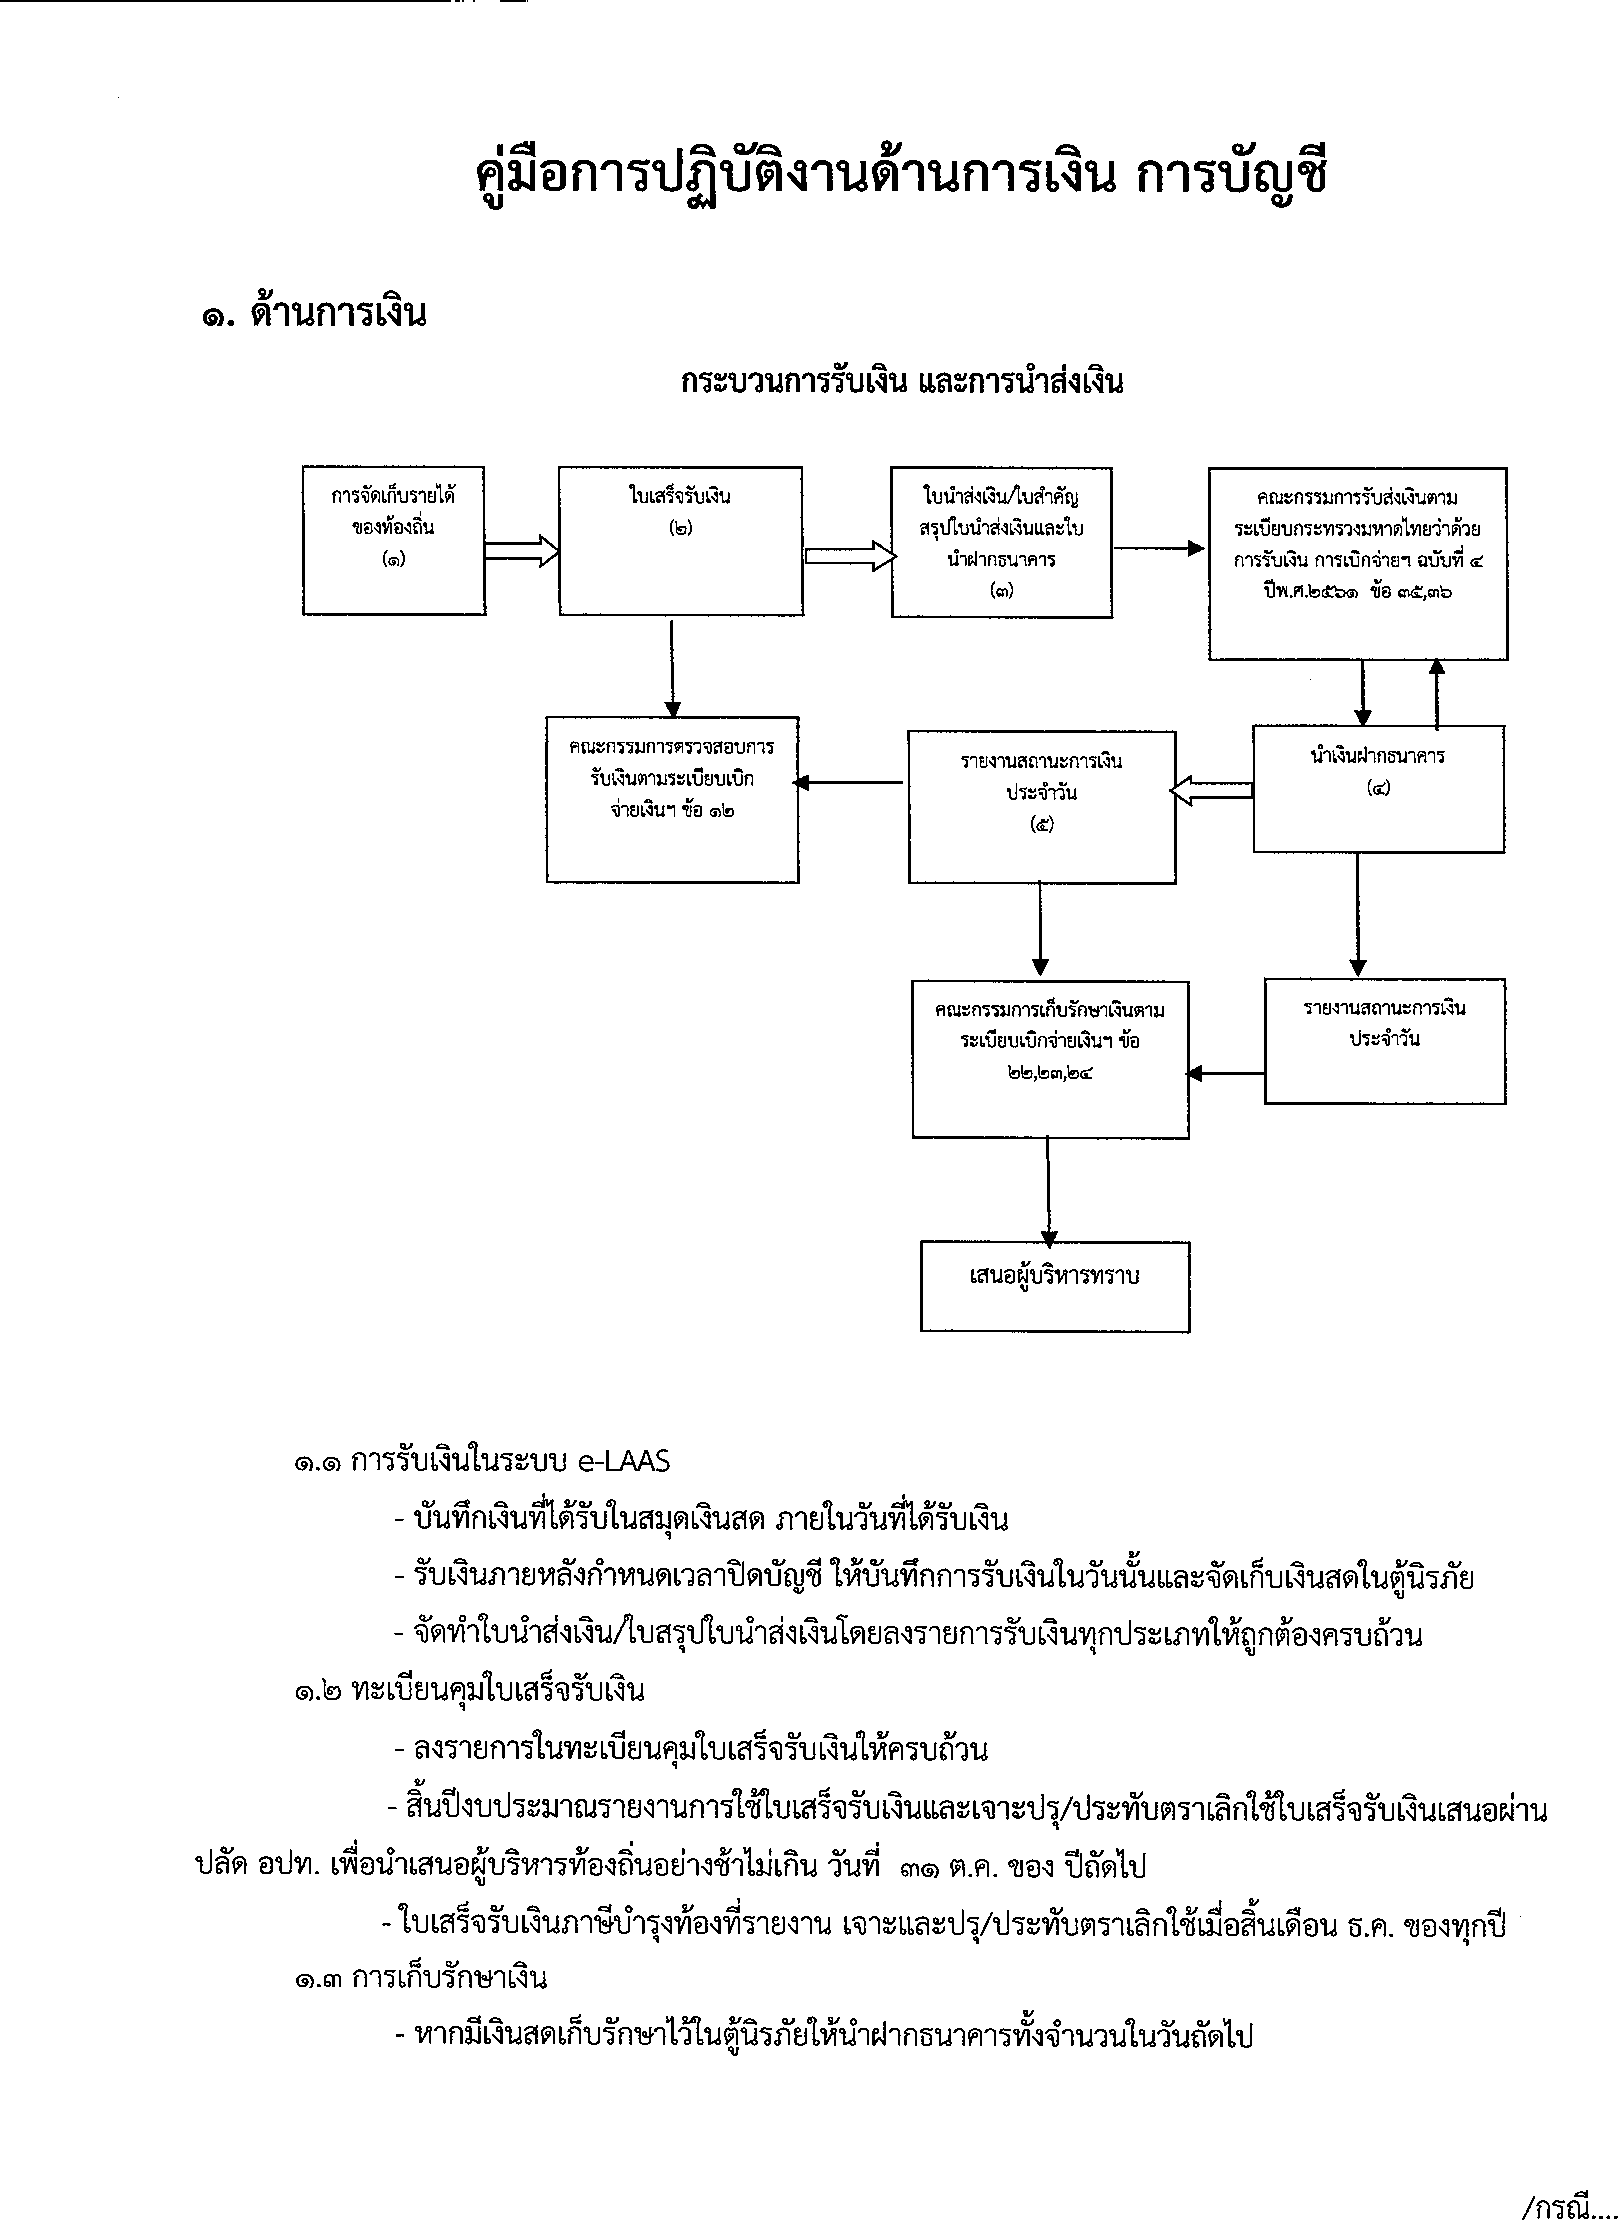 คู่มือการปฏิบัติงานด้านการเงิน การบัญชี
๑. ด้านการเงิน
กระบวนการรับเงิน และการนำส่งเงิน
การจัดเก็บรายได้
ของท้องถิ่น
(๑)
ใบเสร็จรับเงิน
(๒)
ใบนำส่งเงิน/ใบสำคัญ
สรุปใบนำส่งเงินและใบ
นำฝากธนาคาร
(๓)
คณะกรรมการรับส่งเงินตาม
ระเบียบกระทรวงมหาดไทยว่าด้วย
การรับเงิน การเบิกจ่ายฯ ฉบับที่ ๔
ปีพ.ศ.๒๕๖๑ ข้อ ๓๕,๓๖
คณะกรรมการตรวจสอบการ
รับเงินตามระเบียบเบิก
จ่ายเงินฯ ข้อ ๑๒
รายงานสถานะการเงิน
ประจำวัน
(๕)
นำเงินฝากธนาคาร
(๔)
คณะกรรมการเก็บรักษาเงินตาม
ระเบียบเบิกจ่ายเงินฯ ข้อ
๒๒,๒๓,๒๔
รายงานสถานะการเงิน
ประจำวัน
เสนอผู้บริหารทราบ
๑.๑ การรับเงินในระบบ e-LAAS
- บันทึกเงินที่ได้รับในสมุดเงินสด ภายในวันที่ได้รับเงิน
- รับเงินภายหลังกำหนดเวลาปิดบัญชี ให้บันทึกการรับเงินในวันนั้นและจัดเก็บเงินสดในตู้นิรภัย
- จัดทำใบนำส่งเงิน/ใบสรุปใบนำส่งเงินโดยลงรายการรับเงินทุกประเภทให้ถูกต้องครบถ้วน
๑.๒ ทะเบียนคุมใบเสร็จรับเงิน
- ลงรายการในทะเบียนคุมใบเสร็จรับเงินให้ครบถ้วน
- สิ้นปีงบประมาณรายงานการใช้ใบเสร็จรับเงินและเจาะปรุ/ประทับตราเลิกใช้ใบเสร็จรับเงินเสนอผ่าน
ปลัด อปท. เพื่อนำเสนอผู้บริหารท้องถิ่นอย่างช้าไม่เกิน วันที่ ๓๑ ต.ค. ของ ปีถัดไป
- ใบเสร็จรับเงินภาษีบำรุงท้องที่รายงาน เจาะและปรุ/ประทับตราเลิกใช้เมื่อสิ้นเดือน ธ.ค. ของทุกปี
๑.๓ การเก็บรักษาเงิน
- หากมีเงินสดเก็บรักษาไว้ในตู้นิรภัยให้นำฝากธนาคารทั้งจำนวนในวันถัดไป
/กรณี....